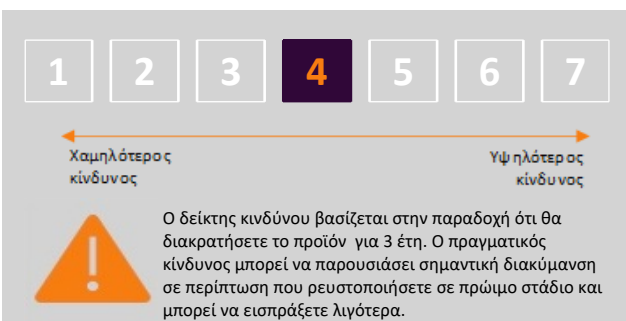 1 2 3 4 5 6 7
Χαμηλότερος Υψηλότερος
κίνδυνος κίνδυνος
Ο δείκτης κινδύνου βασίζεται στην παραδοχή ότι θα
διακρατήσετε το προϊόν για 3 έτη. Ο πραγματικός
κίνδυνος μπορεί να παρουσιάσει σημαντική διακύμανση
σε περίπτωση που ρευστοποιήσετε σε πρώιμο στάδιο και
μπορεί να εισπράξετε λιγότερα.